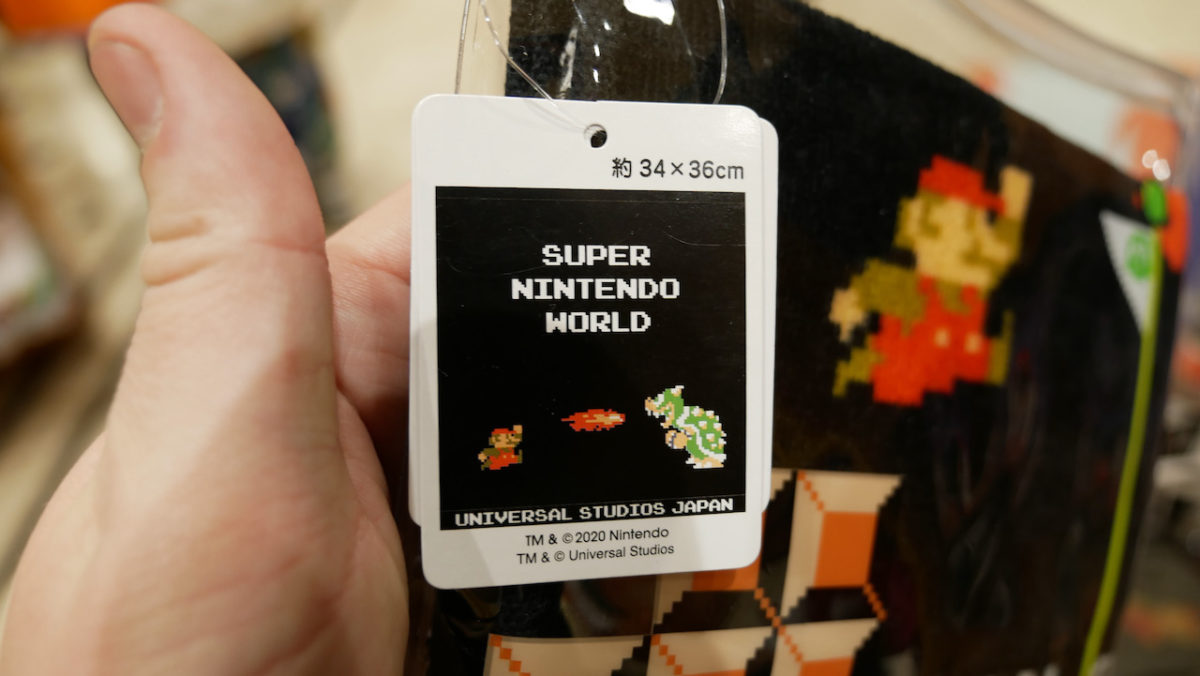 約 34×36cm
SUPER
NINTENDO
WORLD
UNIVERSAL STUDIOS JAPAN
TM & ©2020 Nintendo
TM & © Universal Studios